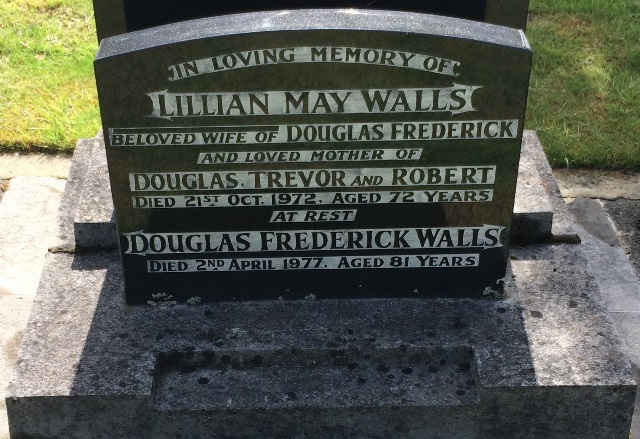 IN LOVING MEMORY OF
LILLIAN MAY WALLS
BELOVED WIFE OF DOUGLAS FREDERICK
AND LOVED MOTHER OF
DOUGLAS, TREVOR AND ROBERT
DIED 21ST OCT. 1972. AGED 72 YEARS
AT REST
DOUGLAS FREDERICK WALLS
DIED 2ND APRIL 1977. AGED 81 YEARS